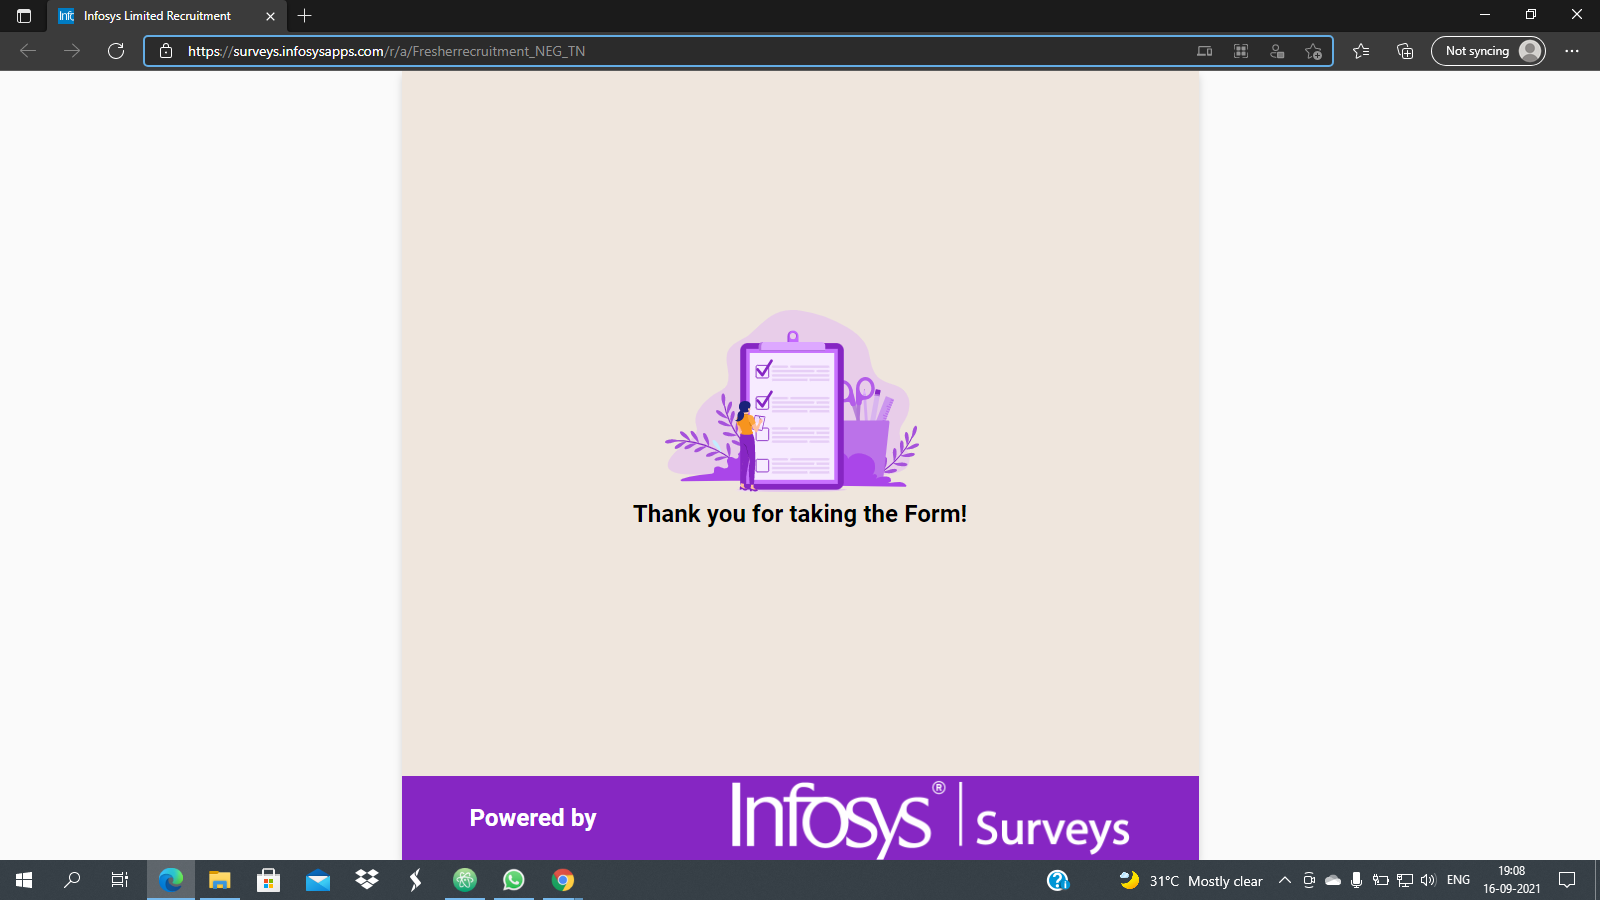 Infosys Limited Recruitment
https://surveys.infosysapps.com/r/a/Fresherrecruitment_NEG_TN
Not syncing
Thank you for taking the Form!
Powered by
Infosys® | Surveys
31°C Mostly clear
ENG
19:08
16-09-2021